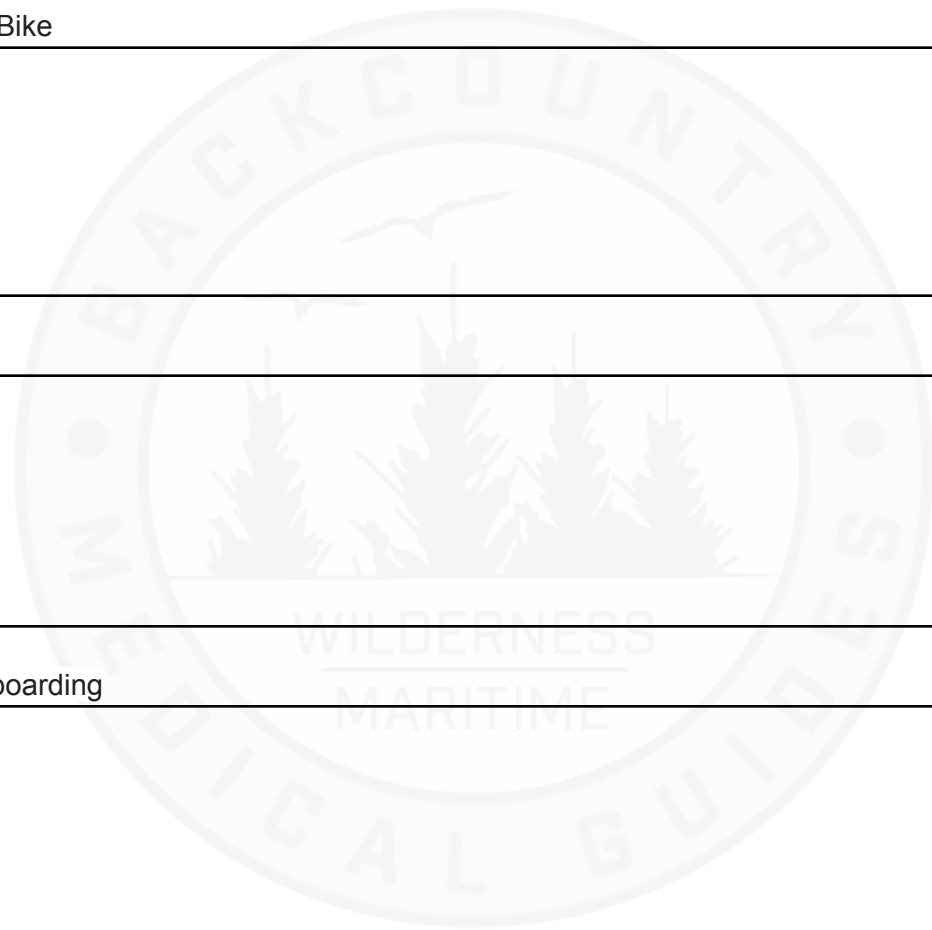 Bike
BACKCOUNTRY
WILDERNESS
boarding
MARITIME
MEDICAL GUIDES